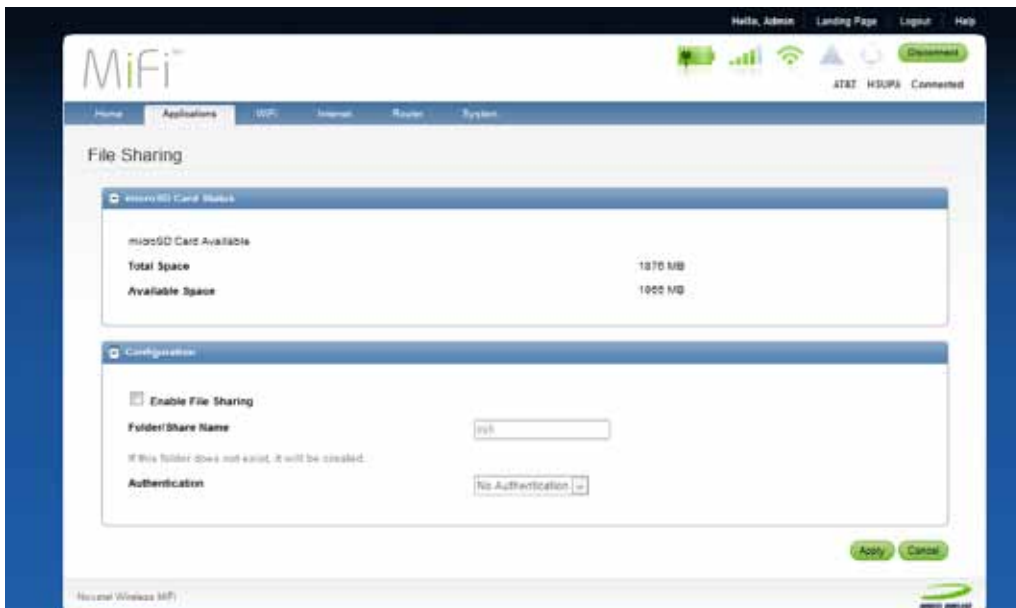 Hello, Admin Landing Page Logout Help
MiFi
Disconnect
AT&T HSUPA Connected
Home Applications WiFi Internet Router System
File Sharing
microSD Card Status
microSD Card Available
Total Space 1876 MB
Available Space MB
Configuration
Enable File Sharing
Folder/Share Name
If this folder does not exist, it will be created.
Authentication No Authentication
Apply Cancel
Novatel Wireless MiFi